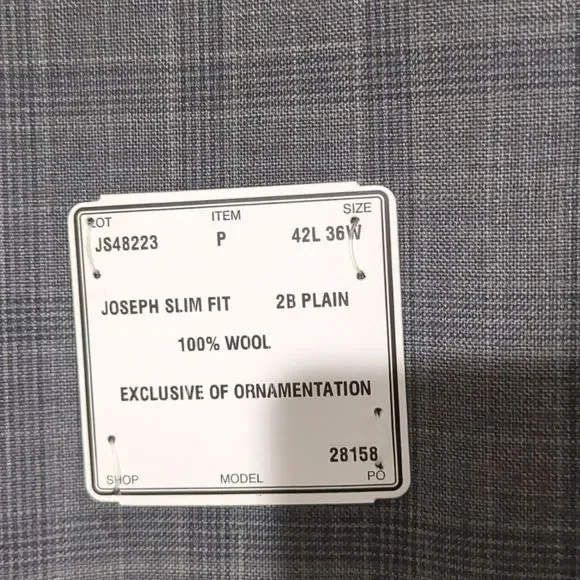 LOT ITEM SIZE
JS48223 P 42L 36W
JOSEPH SLIM FIT 2B PLAIN
100% WOOL
EXCLUSIVE OF ORNAMENTATION
28158
SHOP MODEL PO